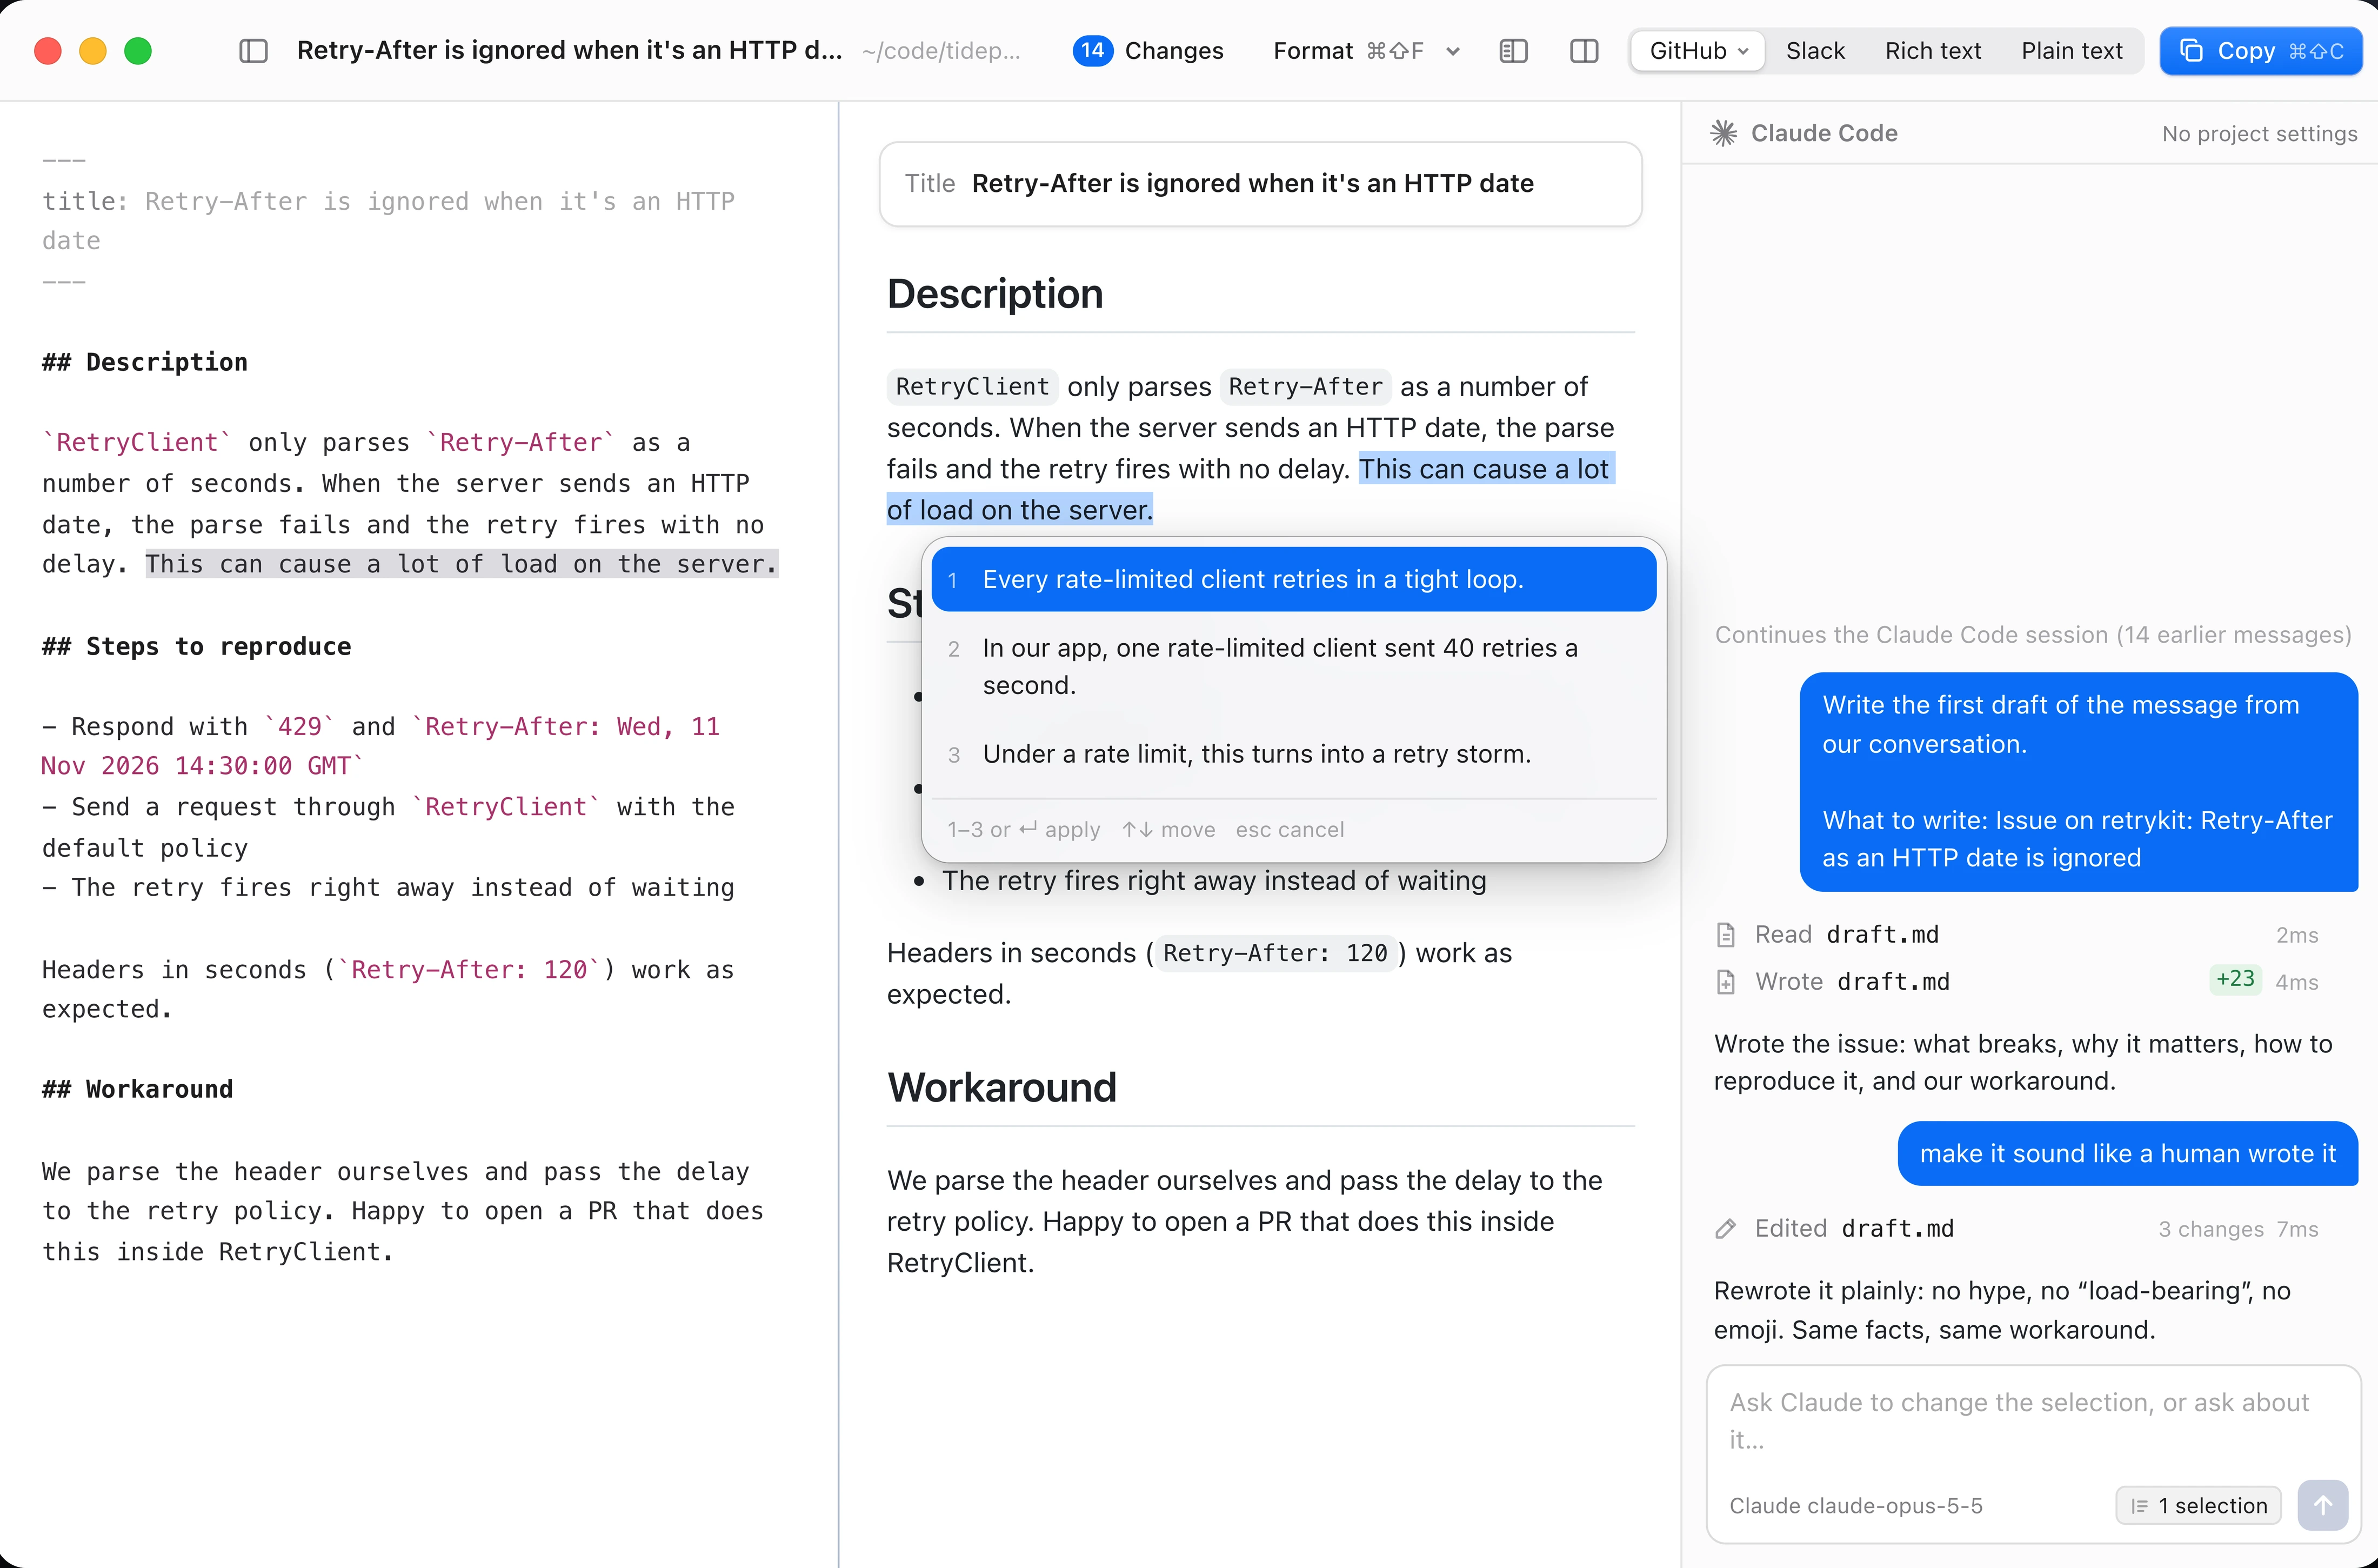 Retry-After is ignored when it's an HTTP d... ~/code/tidep... 14 Changes Format ⌘⇧F GitHub Slack Rich text Plain text Copy ⌘⇧C
---
title: Retry-After is ignored when it's an HTTP
date
---
## Description
`RetryClient` only parses `Retry-After` as a
number of seconds. When the server sends an HTTP
date, the parse fails and the retry fires with no
delay. This can cause a lot of load on the server.
## Steps to reproduce
- Respond with `429` and `Retry-After: Wed, 11
Nov 2026 14:30:00 GMT`
- Send a request through `RetryClient` with the
default policy
- The retry fires right away instead of waiting
Headers in seconds (`Retry-After: 120`) work as
expected.
## Workaround
We parse the header ourselves and pass the delay
to the retry policy. Happy to open a PR that does
this inside RetryClient.
Title Retry-After is ignored when it's an HTTP date
Description
RetryClient only parses Retry-After as a number of
seconds. When the server sends an HTTP date, the parse
fails and the retry fires with no delay. This can cause a lot
of load on the server.
St
1 Every rate-limited client retries in a tight loop.
2 In our app, one rate-limited client sent 40 retries a
second.
3 Under a rate limit, this turns into a retry storm.
1–3 or ↵ apply ↑↓ move esc cancel
• The retry fires right away instead of waiting
Headers in seconds (Retry-After: 120) work as
expected.
Workaround
We parse the header ourselves and pass the delay to the
retry policy. Happy to open a PR that does this inside
RetryClient.
Claude Code No project settings
Continues the Claude Code session (14 earlier messages)
Write the first draft of the message from
our conversation.
What to write: Issue on retrykit: Retry-After
as an HTTP date is ignored
Read draft.md 2ms
Wrote draft.md +23 4ms
Wrote the issue: what breaks, why it matters, how to
reproduce it, and our workaround.
make it sound like a human wrote it
Edited draft.md 3 changes 7ms
Rewrote it plainly: no hype, no “load-bearing”, no
emoji. Same facts, same workaround.
Ask Claude to change the selection, or ask about
it...
Claude claude-opus-5-5 1 selection